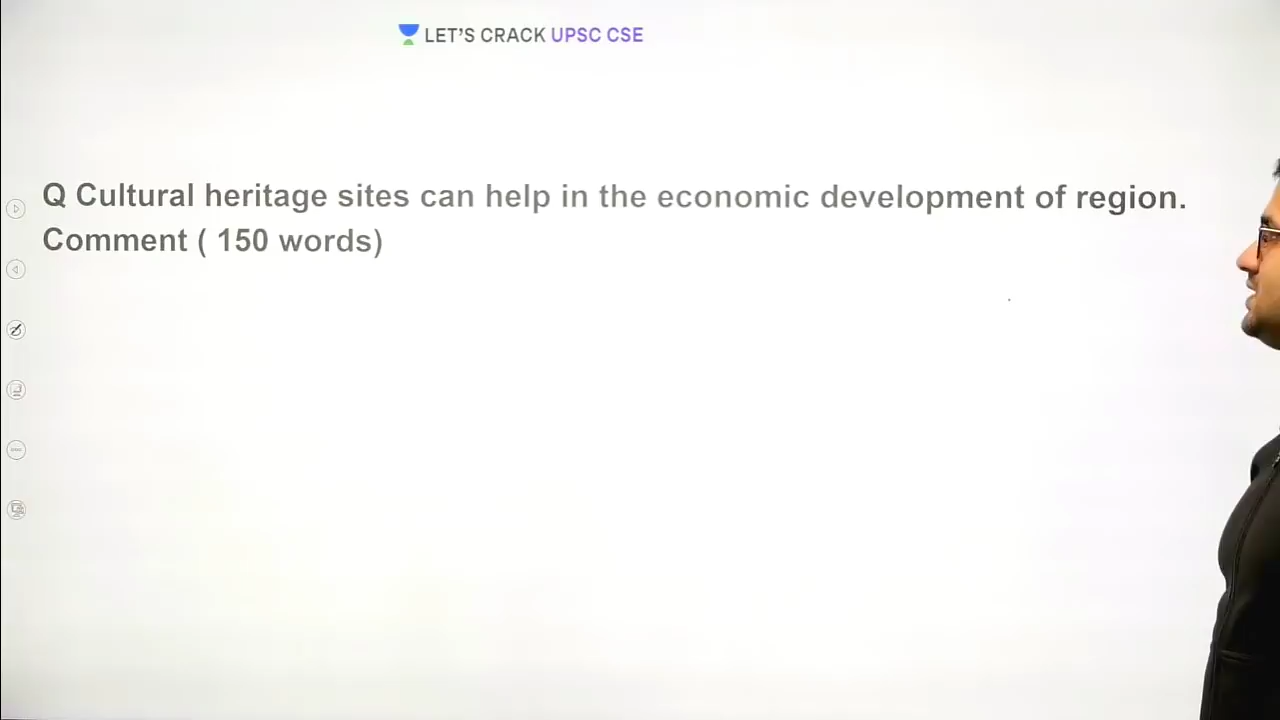 LET'S CRACK UPSC CSE
Q Cultural heritage sites can help in the economic development of region.
Comment ( 150 words)